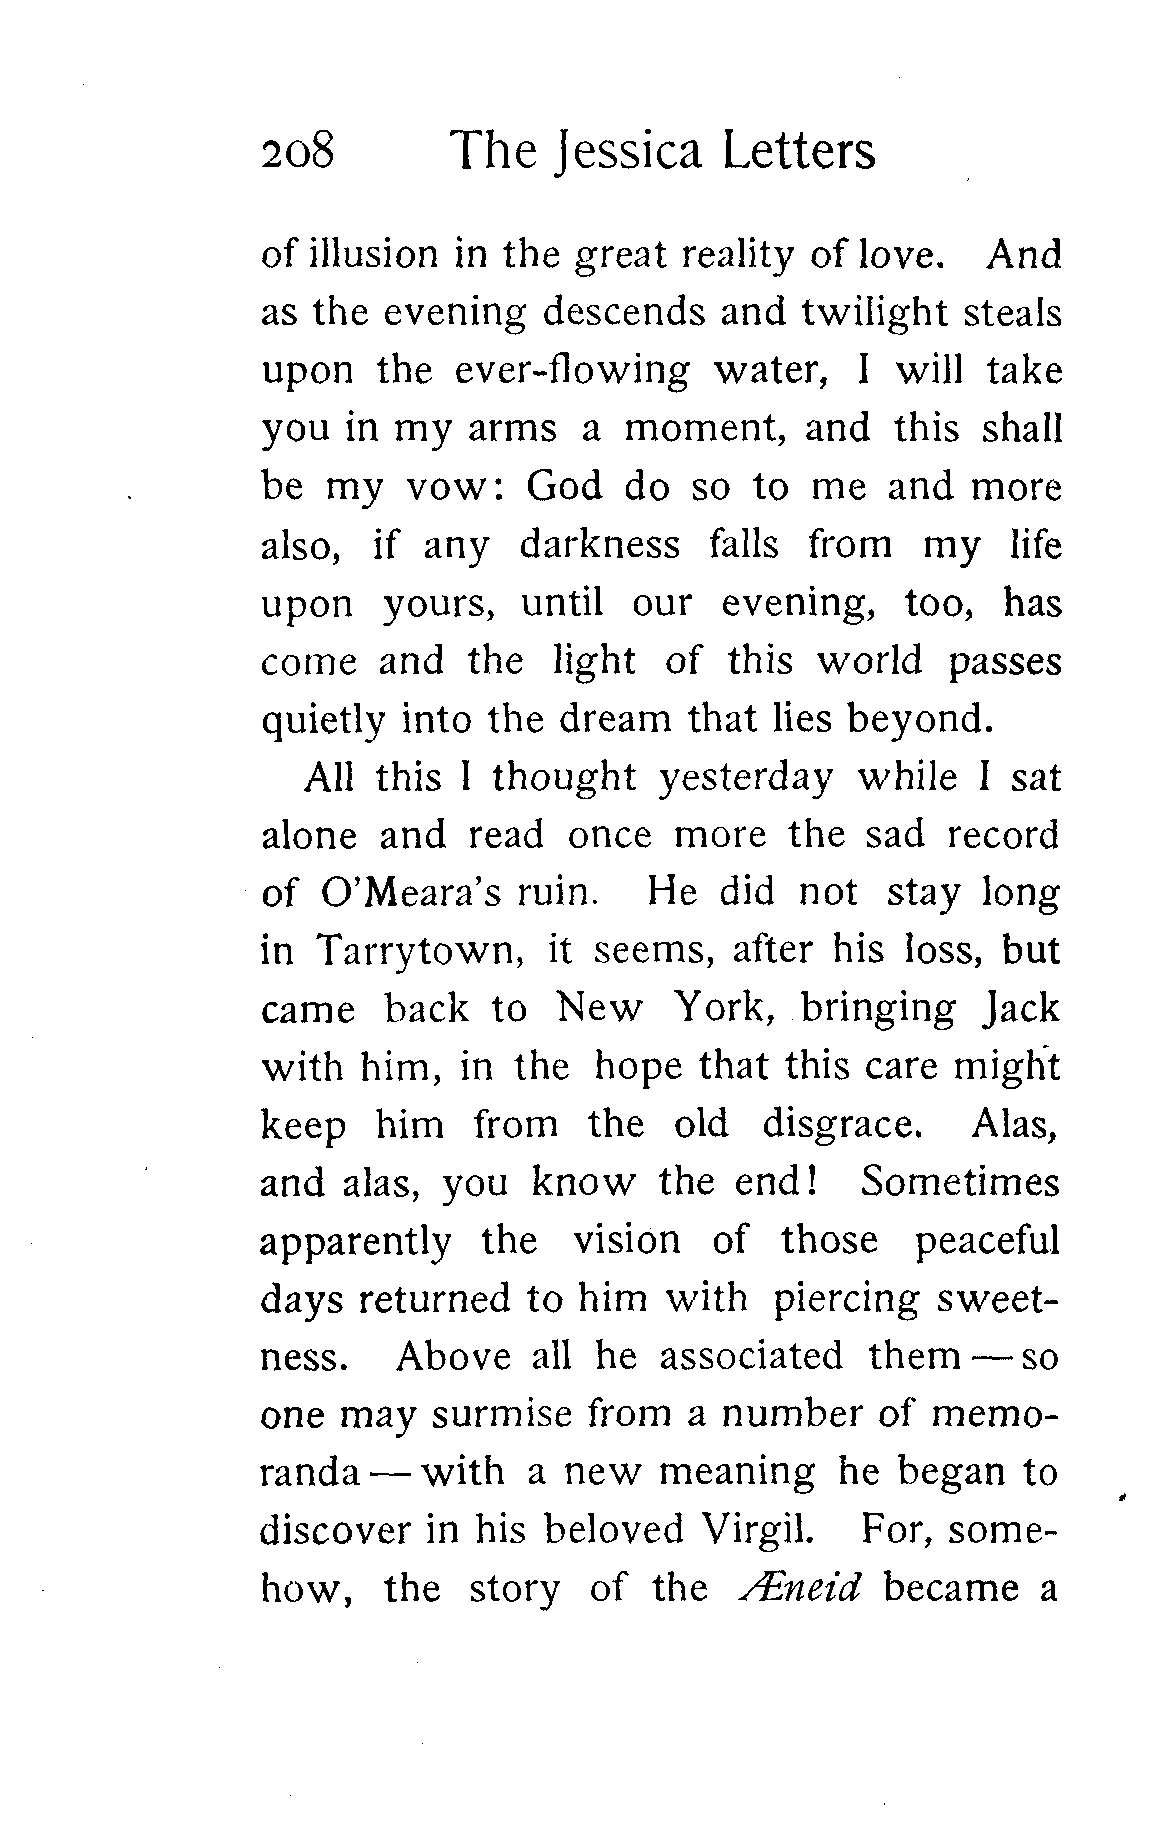 208 The Jessica Letters
of illusion in the great reality of love. And
as the evening descends and twilight steals
upon the ever-flowing water, I will take
you in my arms a moment, and this shall
be my vow: God do so to me and more
also, if any darkness falls from my life
upon yours, until our evening, too, has
come and the light of this world passes
quietly into the dream that lies beyond.
All this I thought yesterday while I sat
alone and read once more the sad record
of O'Meara's ruin. He did not stay long
in Tarrytown, it seems, after his loss, but
came back to New York, bringing Jack
with him, in the hope that this care might
keep him from the old disgrace. Alas,
and alas, you know the end! Sometimes
apparently the vision of those peaceful
days returned to him with piercing sweet-
ness. Above all he associated them — so
one may surmise from a number of memo-
randa — with a new meaning he began to
discover in his beloved Virgil. For, some-
how, the story of the Æneid became a